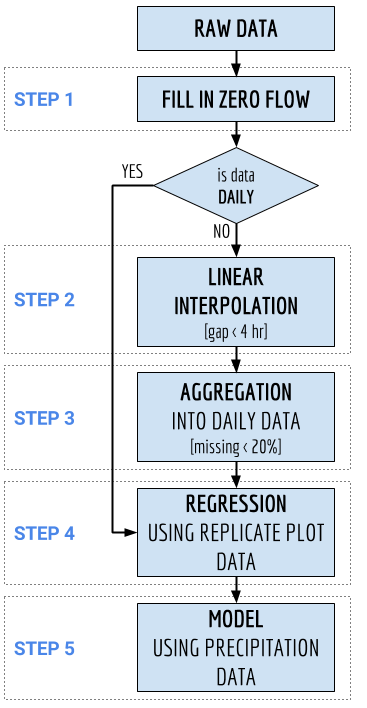 RAW DATA
STEP 1
FILL IN ZERO FLOW
is data
DAILY
YES
NO
STEP 2
LINEAR
INTERPOLATION
[gap < 4 hr]
STEP 3
AGGREGATION
INTO DAILY DATA
[missing < 20%]
STEP 4
REGRESSION
USING REPLICATE PLOT
DATA
STEP 5
MODEL
USING PRECIPITATION
DATA